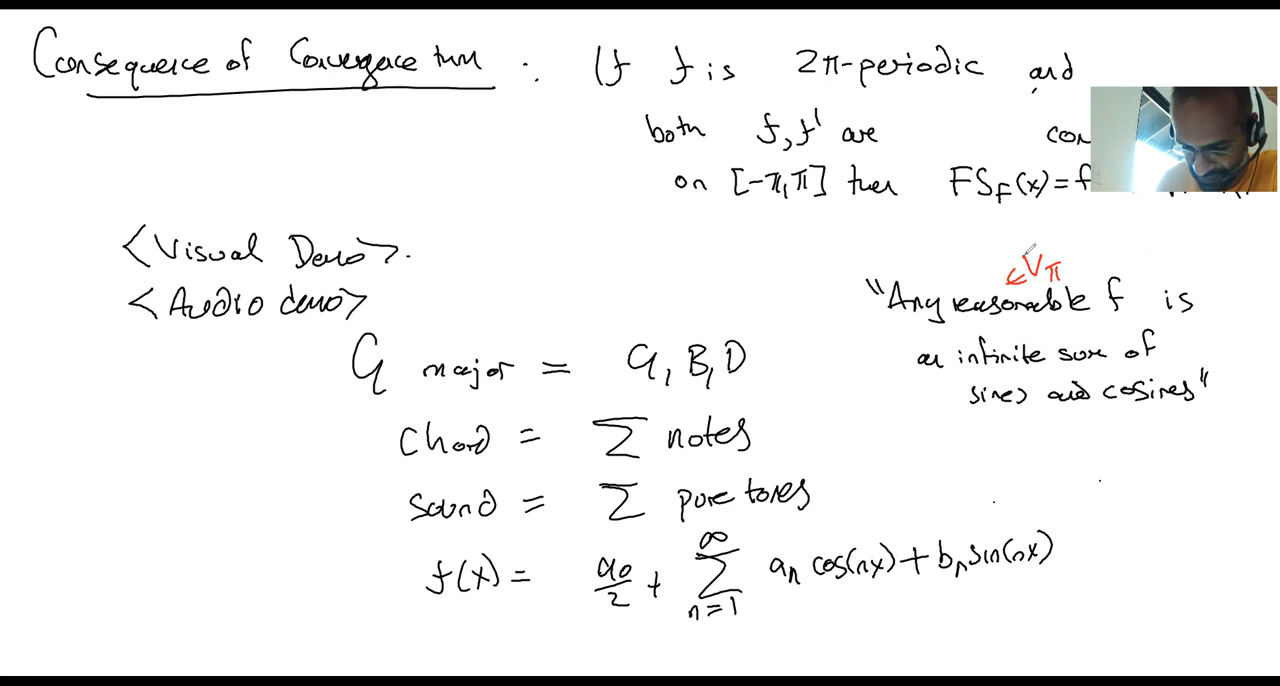 Consequence of Convergence thm : If f is 2π-periodic and
both f, f' are
on [-π, π] then FS_F(x) = f
<Visual Demo>.
<Audio demo>
G major = G, B, D
chord = Σ notes
sound = Σ pure tones
f(x) = a₀/2 + Σ_{n=1}^{∞} aₙ cos(nx) + bₙ sin(nx)
∈ V_π
"Any reasonable f is
an infinite sum of
sines and cosines"